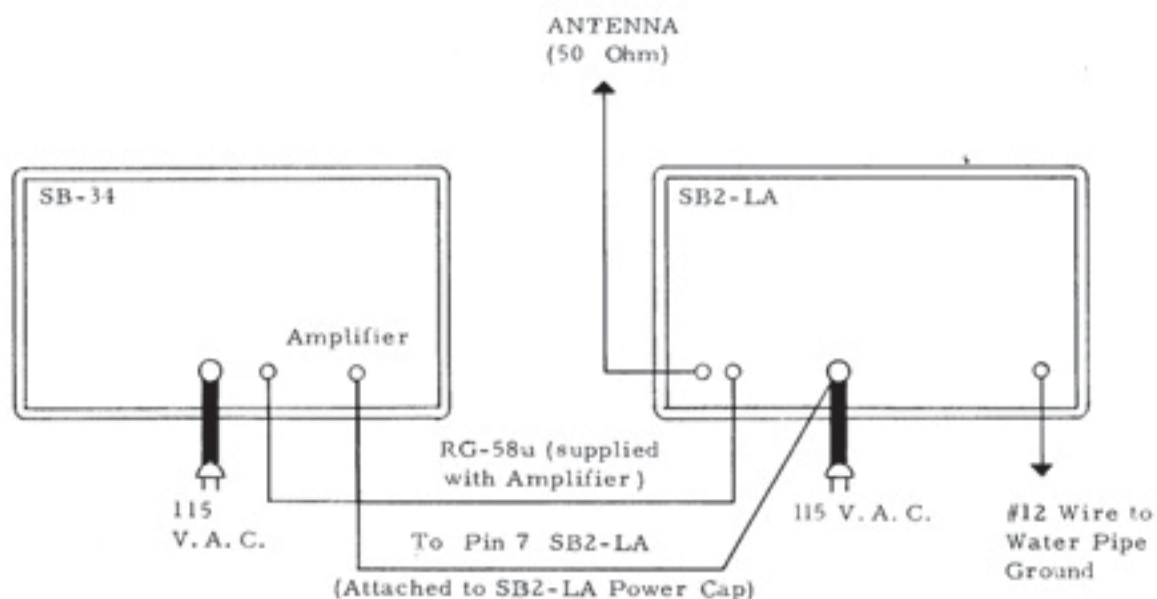 ANTENNA
(50 Ohm)
SB-34
SB2-LA
Amplifier
RG-58u (supplied
with Amplifier)
115
V. A. C.
115 V. A. C.
#12 Wire to
Water Pipe
Ground
To Pin 7 SB2-LA
(Attached to SB2-LA Power Cap)